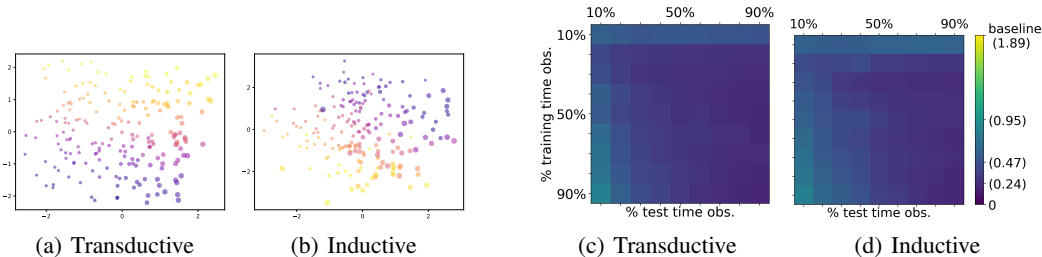 2
1
0
−1
−2
−2
0
2
(a) Transductive
2
0
−2
−2
0
2
(b) Inductive
10% 50% 90%
10%
50%
90%
% training time obs.
% test time obs.
(c) Transductive
10% 50% 90%
% test time obs.
(d) Inductive
baseline
(1.89)
(0.95)
(0.47)
(0.24)
0